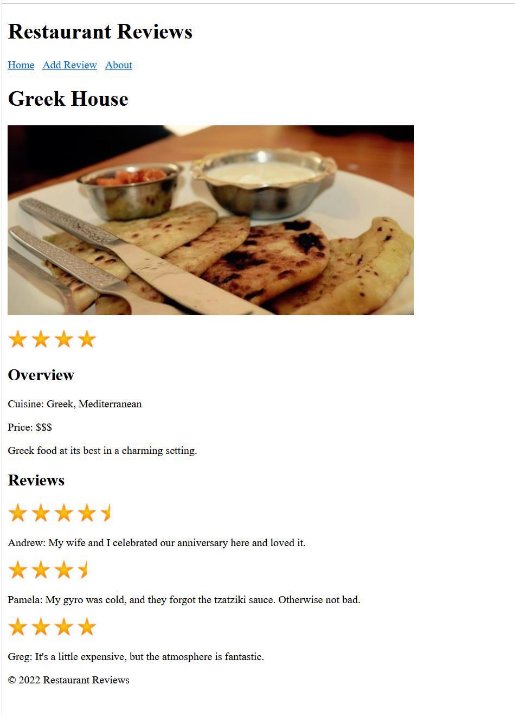 Restaurant Reviews
Home Add Review About
Greek House
Overview
Cuisine: Greek, Mediterranean
Price: $$$
Greek food at its best in a charming setting.
Reviews
Andrew: My wife and I celebrated our anniversary here and loved it.
Pamela: My gyro was cold, and they forgot the tzatziki sauce. Otherwise not bad.
Greg: It's a little expensive, but the atmosphere is fantastic.
© 2022 Restaurant Reviews